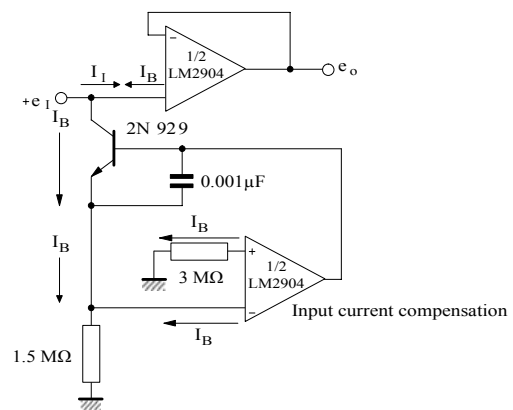 −
1/2
I I
I B
LM2904
e o
+e I
I B
2N 929
0.001µF
I B
I B
+
1/2
3 MΩ
LM2904
−
Input current compensation
I B
1.5 MΩ